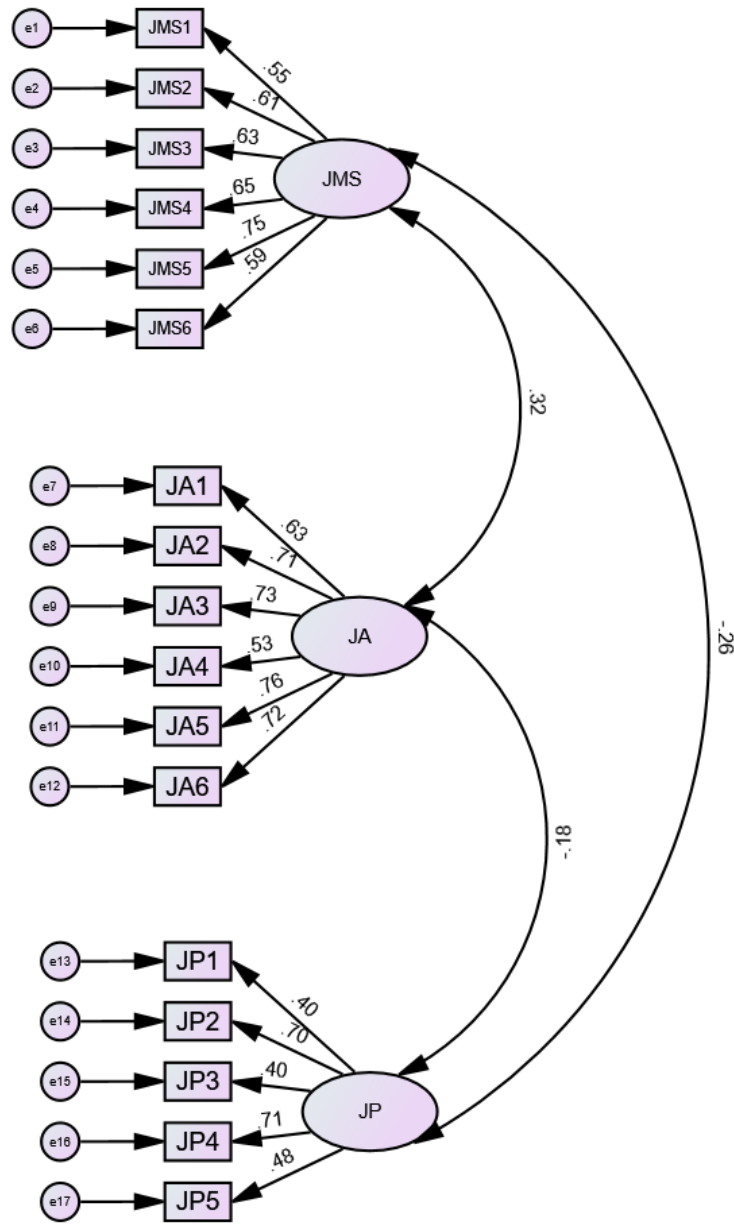 e1
JMS1
.55
e2
JMS2
.61
e3
JMS3
.63
JMS
e4
JMS4
.65
e5
JMS5
.75
e6
JMS6
.59
.32
e7
JA1
.63
e8
JA2
.71
e9
JA3
.73
JA
-.26
e10
JA4
.53
e11
JA5
.76
e12
JA6
.72
-.18
e13
JP1
.40
e14
JP2
.70
e15
JP3
.40
JP
e16
JP4
.71
e17
JP5
.48